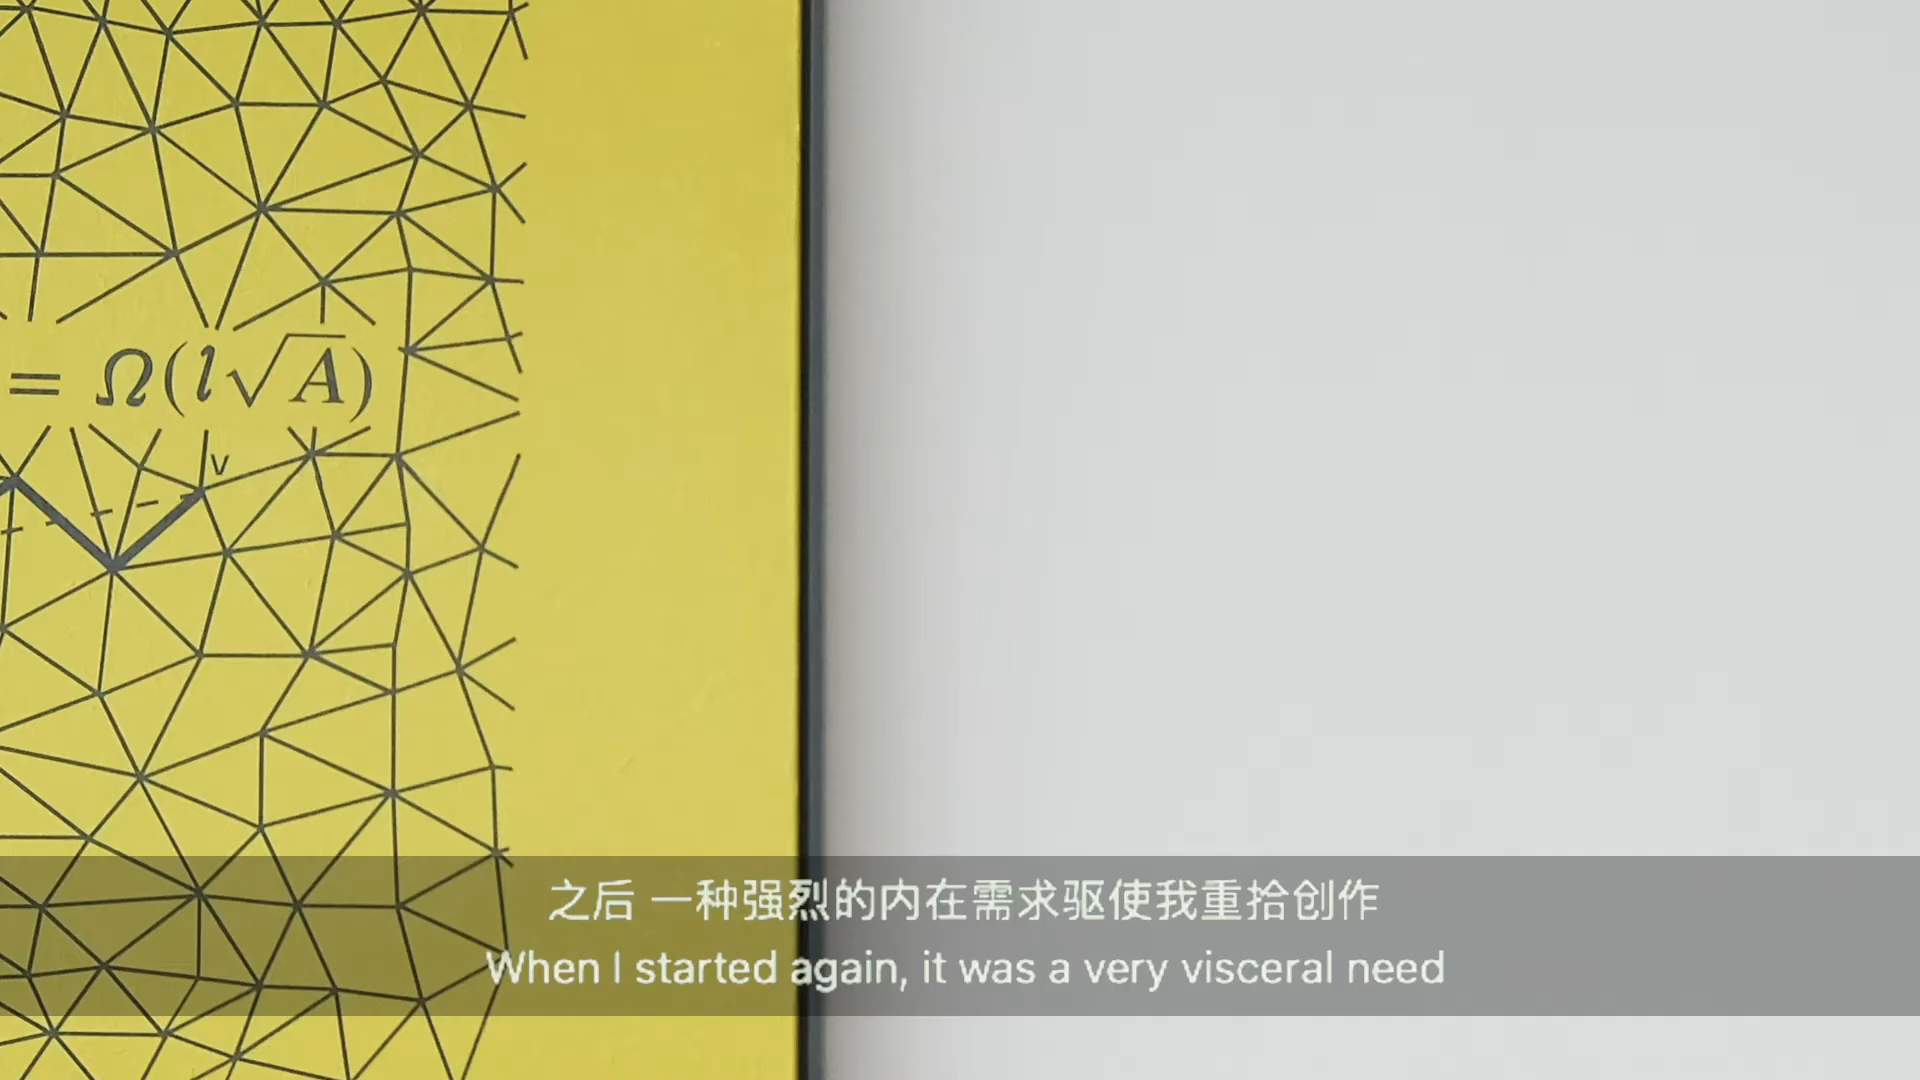 = Ω(l√A)
v
之后 一种强烈的内在需求驱使我重拾创作
When I started again, it was a very visceral need